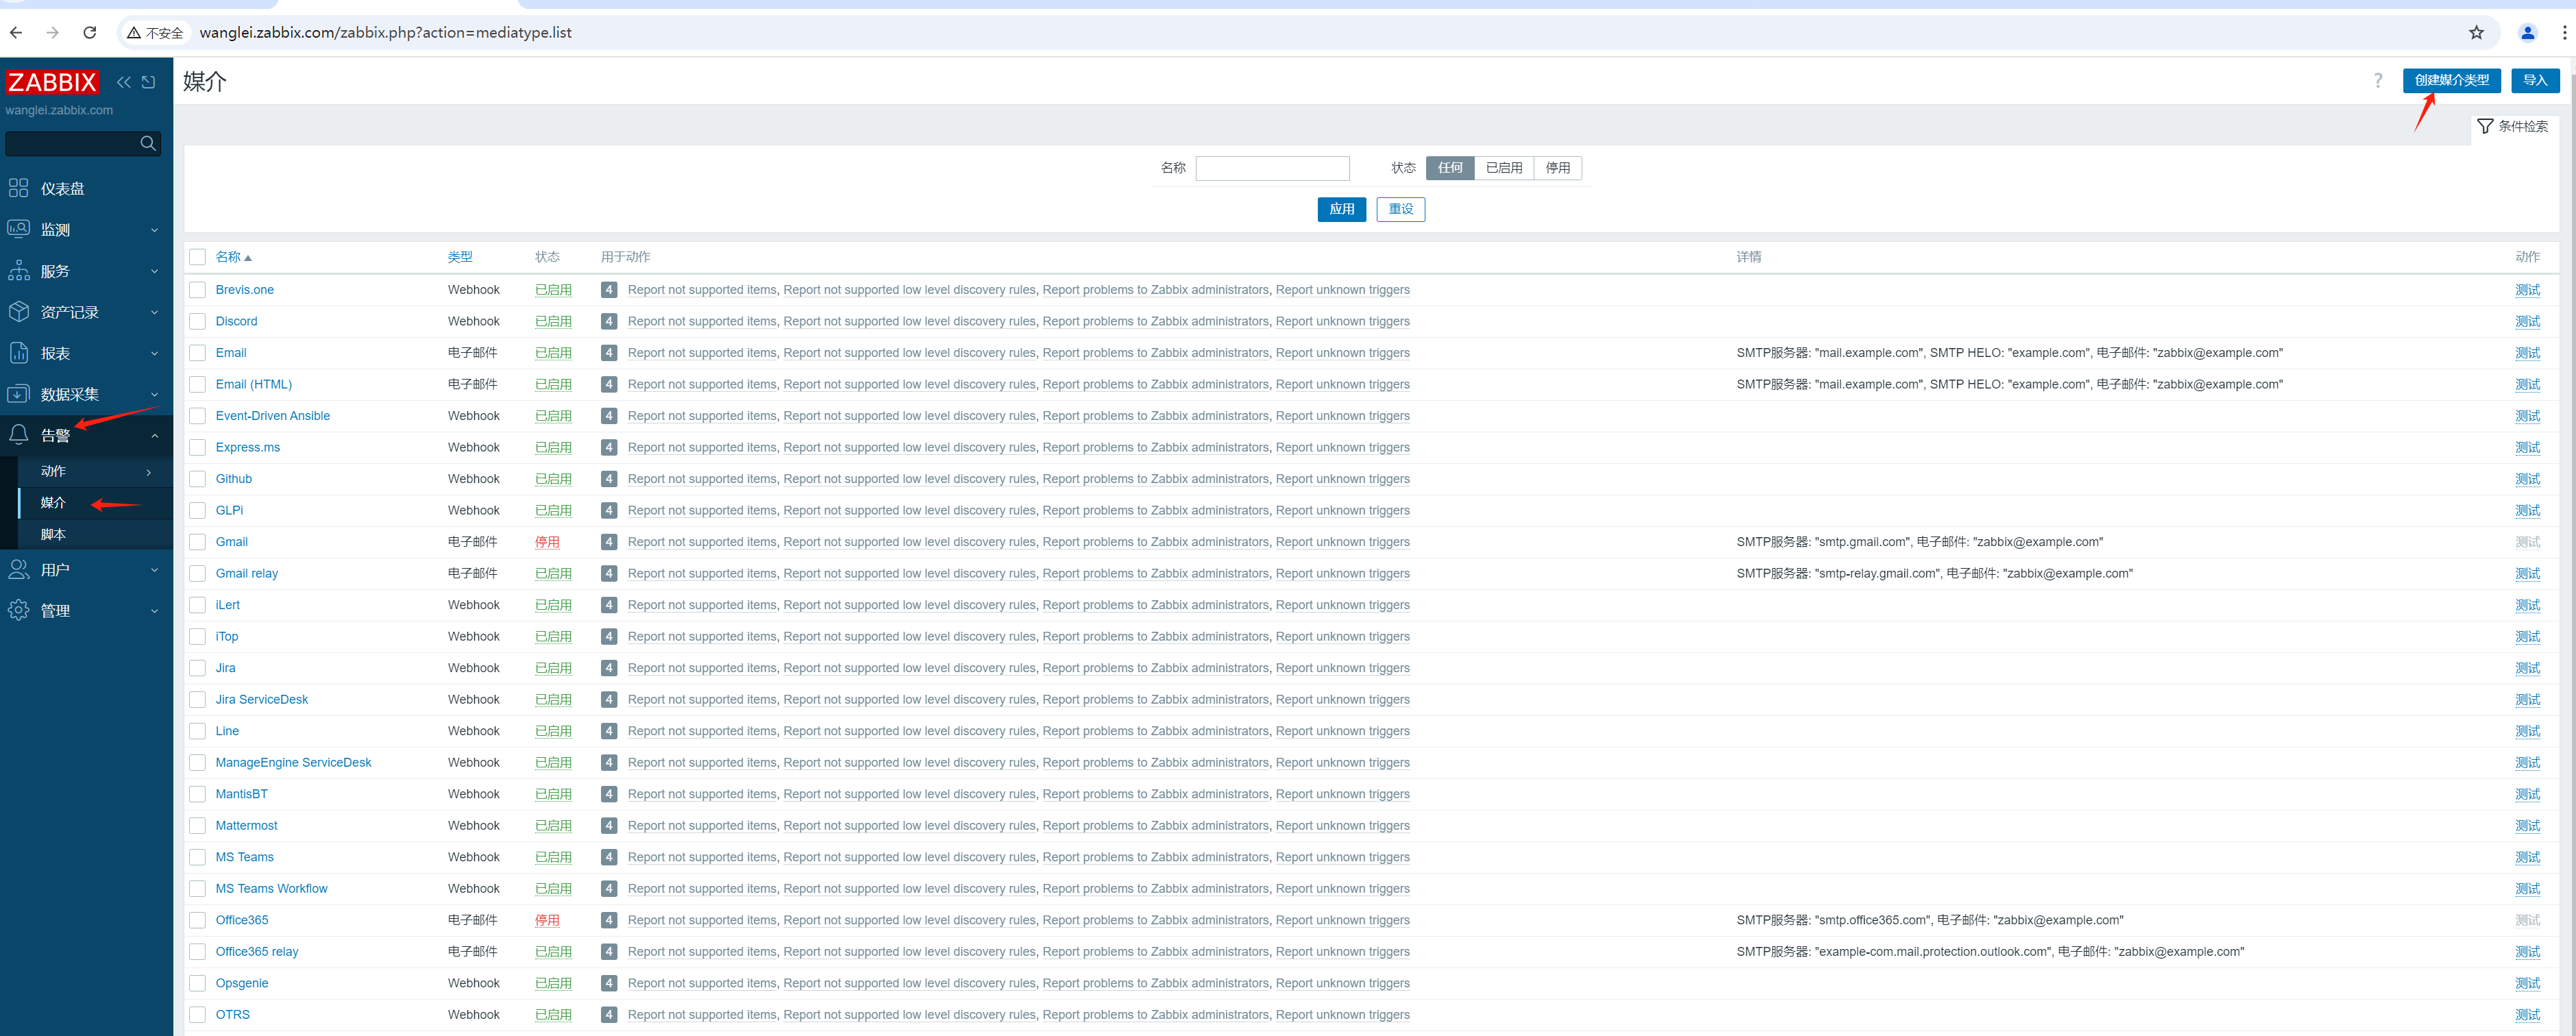 不安全 wanglei.zabbix.com/zabbix.php?action=mediatype.list
ZABBIX
wanglei.zabbix.com
仪表盘
监测
服务
资产记录
报表
数据采集
告警
动作
媒介
脚本
用户
管理
媒介
? 创建媒介类型 导入
条件检索
名称 状态 任何 已启用 停用
应用 重设
名称 类型 状态 用于动作 详情 动作
Brevis.one Webhook 已启用 4 Report not supported items, Report not supported low level discovery rules, Report problems to Zabbix administrators, Report unknown triggers 测试
Discord Webhook 已启用 4 Report not supported items, Report not supported low level discovery rules, Report problems to Zabbix administrators, Report unknown triggers 测试
Email 电子邮件 已启用 4 Report not supported items, Report not supported low level discovery rules, Report problems to Zabbix administrators, Report unknown triggers SMTP服务器: "mail.example.com", SMTP HELO: "example.com", 电子邮件: "zabbix@example.com" 测试
Email (HTML) 电子邮件 已启用 4 Report not supported items, Report not supported low level discovery rules, Report problems to Zabbix administrators, Report unknown triggers SMTP服务器: "mail.example.com", SMTP HELO: "example.com", 电子邮件: "zabbix@example.com" 测试
Event-Driven Ansible Webhook 已启用 4 Report not supported items, Report not supported low level discovery rules, Report problems to Zabbix administrators, Report unknown triggers 测试
Express.ms Webhook 已启用 4 Report not supported items, Report not supported low level discovery rules, Report problems to Zabbix administrators, Report unknown triggers 测试
Github Webhook 已启用 4 Report not supported items, Report not supported low level discovery rules, Report problems to Zabbix administrators, Report unknown triggers 测试
GLPi Webhook 已启用 4 Report not supported items, Report not supported low level discovery rules, Report problems to Zabbix administrators, Report unknown triggers 测试
Gmail 电子邮件 停用 4 Report not supported items, Report not supported low level discovery rules, Report problems to Zabbix administrators, Report unknown triggers SMTP服务器: "smtp.gmail.com", 电子邮件: "zabbix@example.com" 测试
Gmail relay 电子邮件 已启用 4 Report not supported items, Report not supported low level discovery rules, Report problems to Zabbix administrators, Report unknown triggers SMTP服务器: "smtp-relay.gmail.com", 电子邮件: "zabbix@example.com" 测试
iLert Webhook 已启用 4 Report not supported items, Report not supported low level discovery rules, Report problems to Zabbix administrators, Report unknown triggers 测试
iTop Webhook 已启用 4 Report not supported items, Report not supported low level discovery rules, Report problems to Zabbix administrators, Report unknown triggers 测试
Jira Webhook 已启用 4 Report not supported items, Report not supported low level discovery rules, Report problems to Zabbix administrators, Report unknown triggers 测试
Jira ServiceDesk Webhook 已启用 4 Report not supported items, Report not supported low level discovery rules, Report problems to Zabbix administrators, Report unknown triggers 测试
Line Webhook 已启用 4 Report not supported items, Report not supported low level discovery rules, Report problems to Zabbix administrators, Report unknown triggers 测试
ManageEngine ServiceDesk Webhook 已启用 4 Report not supported items, Report not supported low level discovery rules, Report problems to Zabbix administrators, Report unknown triggers 测试
MantisBT Webhook 已启用 4 Report not supported items, Report not supported low level discovery rules, Report problems to Zabbix administrators, Report unknown triggers 测试
Mattermost Webhook 已启用 4 Report not supported items, Report not supported low level discovery rules, Report problems to Zabbix administrators, Report unknown triggers 测试
MS Teams Webhook 已启用 4 Report not supported items, Report not supported low level discovery rules, Report problems to Zabbix administrators, Report unknown triggers 测试
MS Teams Workflow Webhook 已启用 4 Report not supported items, Report not supported low level discovery rules, Report problems to Zabbix administrators, Report unknown triggers 测试
Office365 电子邮件 停用 4 Report not supported items, Report not supported low level discovery rules, Report problems to Zabbix administrators, Report unknown triggers SMTP服务器: "smtp.office365.com", 电子邮件: "zabbix@example.com" 测试
Office365 relay 电子邮件 已启用 4 Report not supported items, Report not supported low level discovery rules, Report problems to Zabbix administrators, Report unknown triggers SMTP服务器: "example-com.mail.protection.outlook.com", 电子邮件: "zabbix@example.com" 测试
Opsgenie Webhook 已启用 4 Report not supported items, Report not supported low level discovery rules, Report problems to Zabbix administrators, Report unknown triggers 测试
OTRS Webhook 已启用 4 Report not supported items, Report not supported low level discovery rules, Report problems to Zabbix administrators, Report unknown triggers 测试